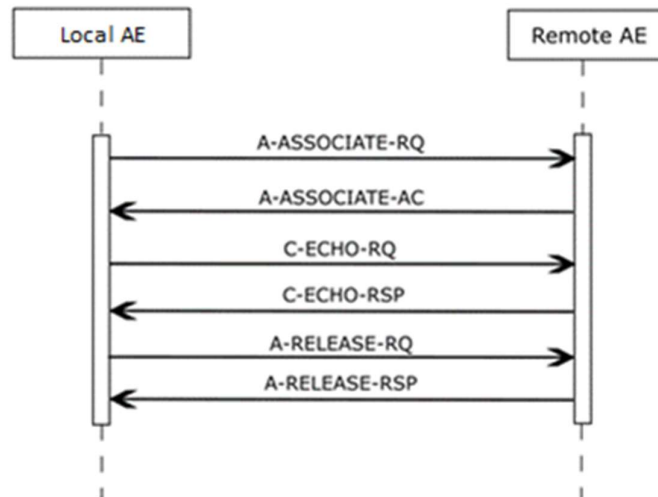 Local AE
Remote AE
A-ASSOCIATE-RQ
A-ASSOCIATE-AC
C-ECHO-RQ
C-ECHO-RSP
A-RELEASE-RQ
A-RELEASE-RSP